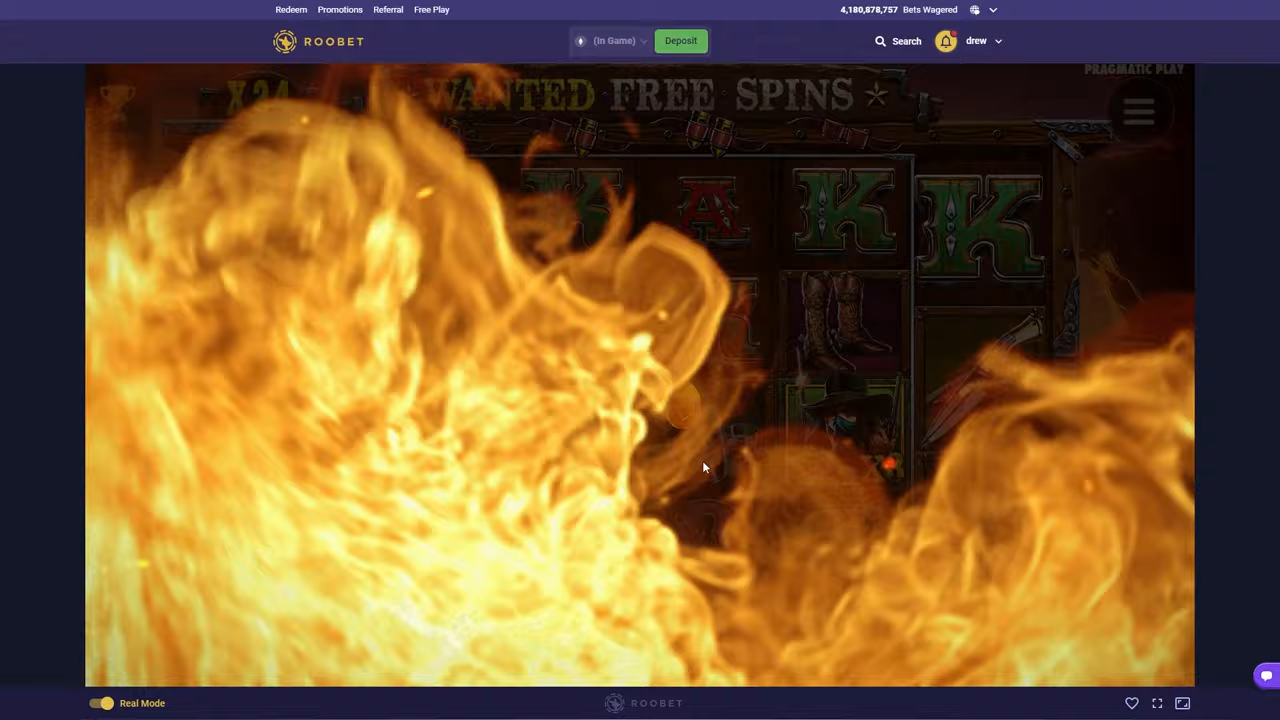 Redeem Promotions Referral Free Play 4,180,878,757 Bets Wagered
ROOBET (In Game) Deposit Search drew
PRAGMATIC PLAY
X24 WANTED FREE SPINS
K A K K
Real Mode ROOBET